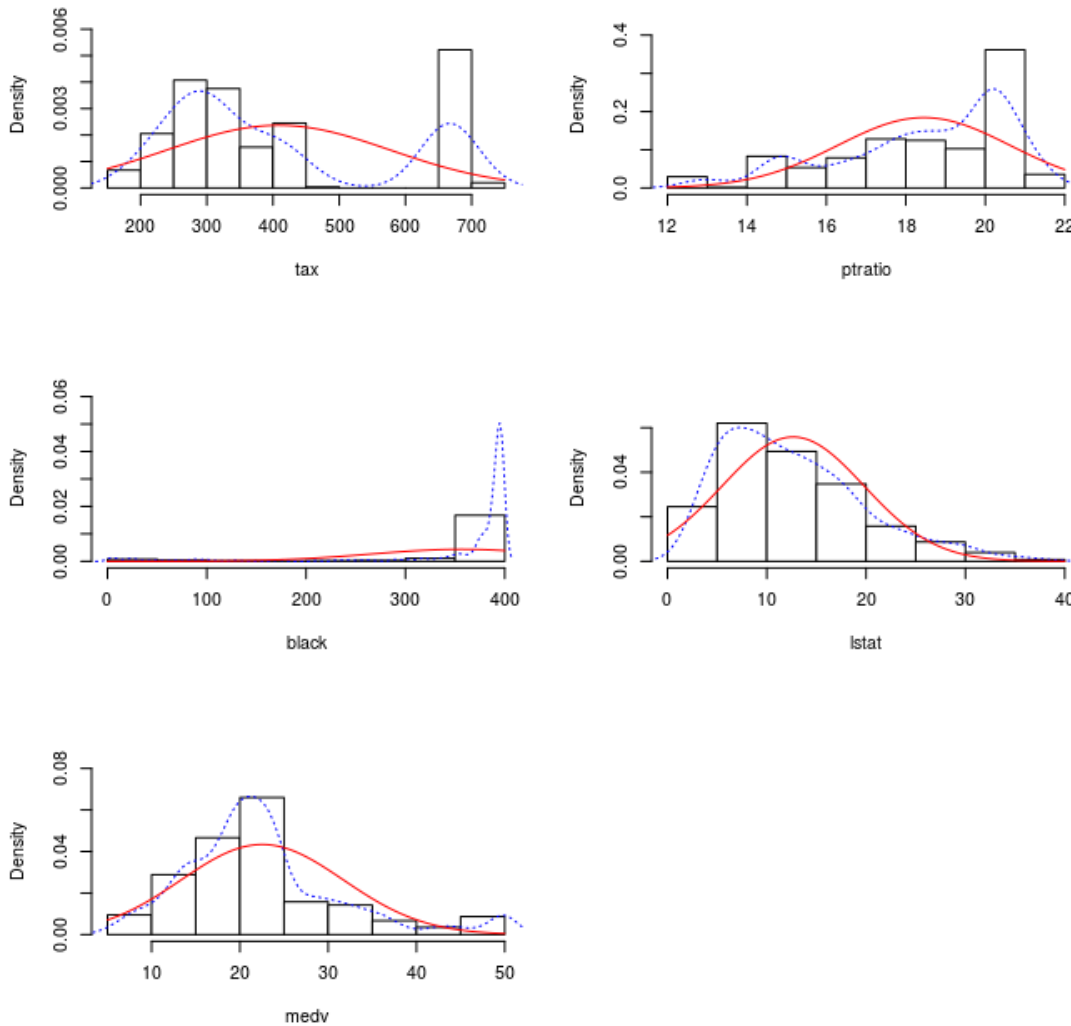 Density
0.000 0.003 0.006
200 300 400 500 600 700
tax
Density
0.0 0.2 0.4
12 14 16 18 20 22
ptratio
Density
0.00 0.02 0.04 0.06
0 100 200 300 400
black
Density
0.00 0.04
0 10 20 30 40
lstat
Density
0.00 0.04 0.08
10 20 30 40 50
medv